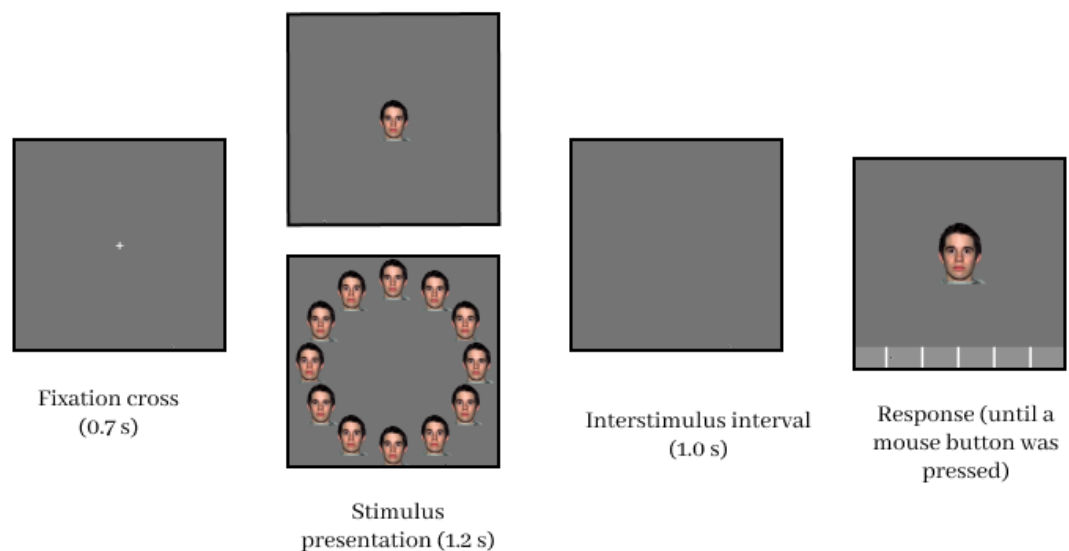 Fixation cross
(0.7 s)
Stimulus
presentation (1.2 s)
Interstimulus interval
(1.0 s)
Response (until a
mouse button was
pressed)